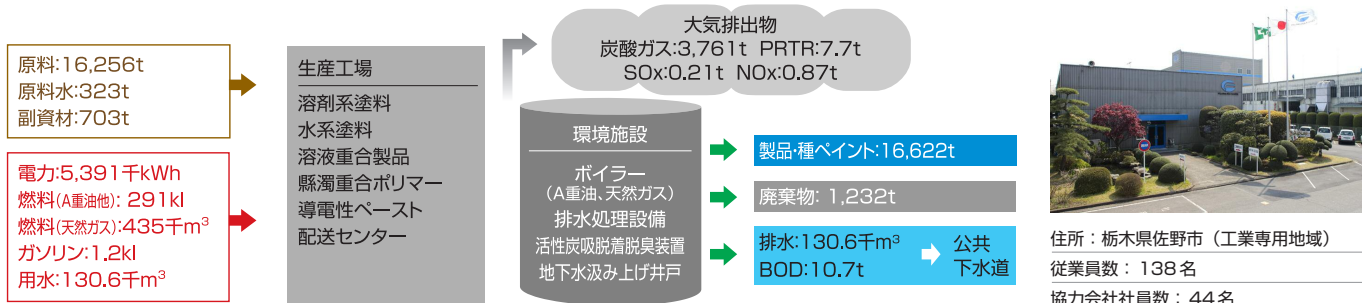 原料:16,256t
原料水:323t
副資材:703t
電力:5,391千kWh
燃料(A重油他): 291kl
燃料(天然ガス):435千m³
ガソリン:1.2kl
用水:130.6千m³
生産工場
溶剤系塗料
水系塗料
溶液重合製品
懸濁重合ポリマー
導電性ペースト
配送センター
大気排出物
炭酸ガス:3,761t PRTR:7.7t
SOx:0.21t NOx:0.87t
環境施設
ボイラー
(A重油、天然ガス)
排水処理設備
活性炭吸脱着脱臭装置
地下水汲み上げ井戸
製品・種ペイント:16,622t
廃棄物: 1,232t
排水:130.6千m³
BOD:10.7t
公共
下水道
住所:栃木県佐野市(工業専用地域)
従業員数: 138名
協力会社社員数: 44名